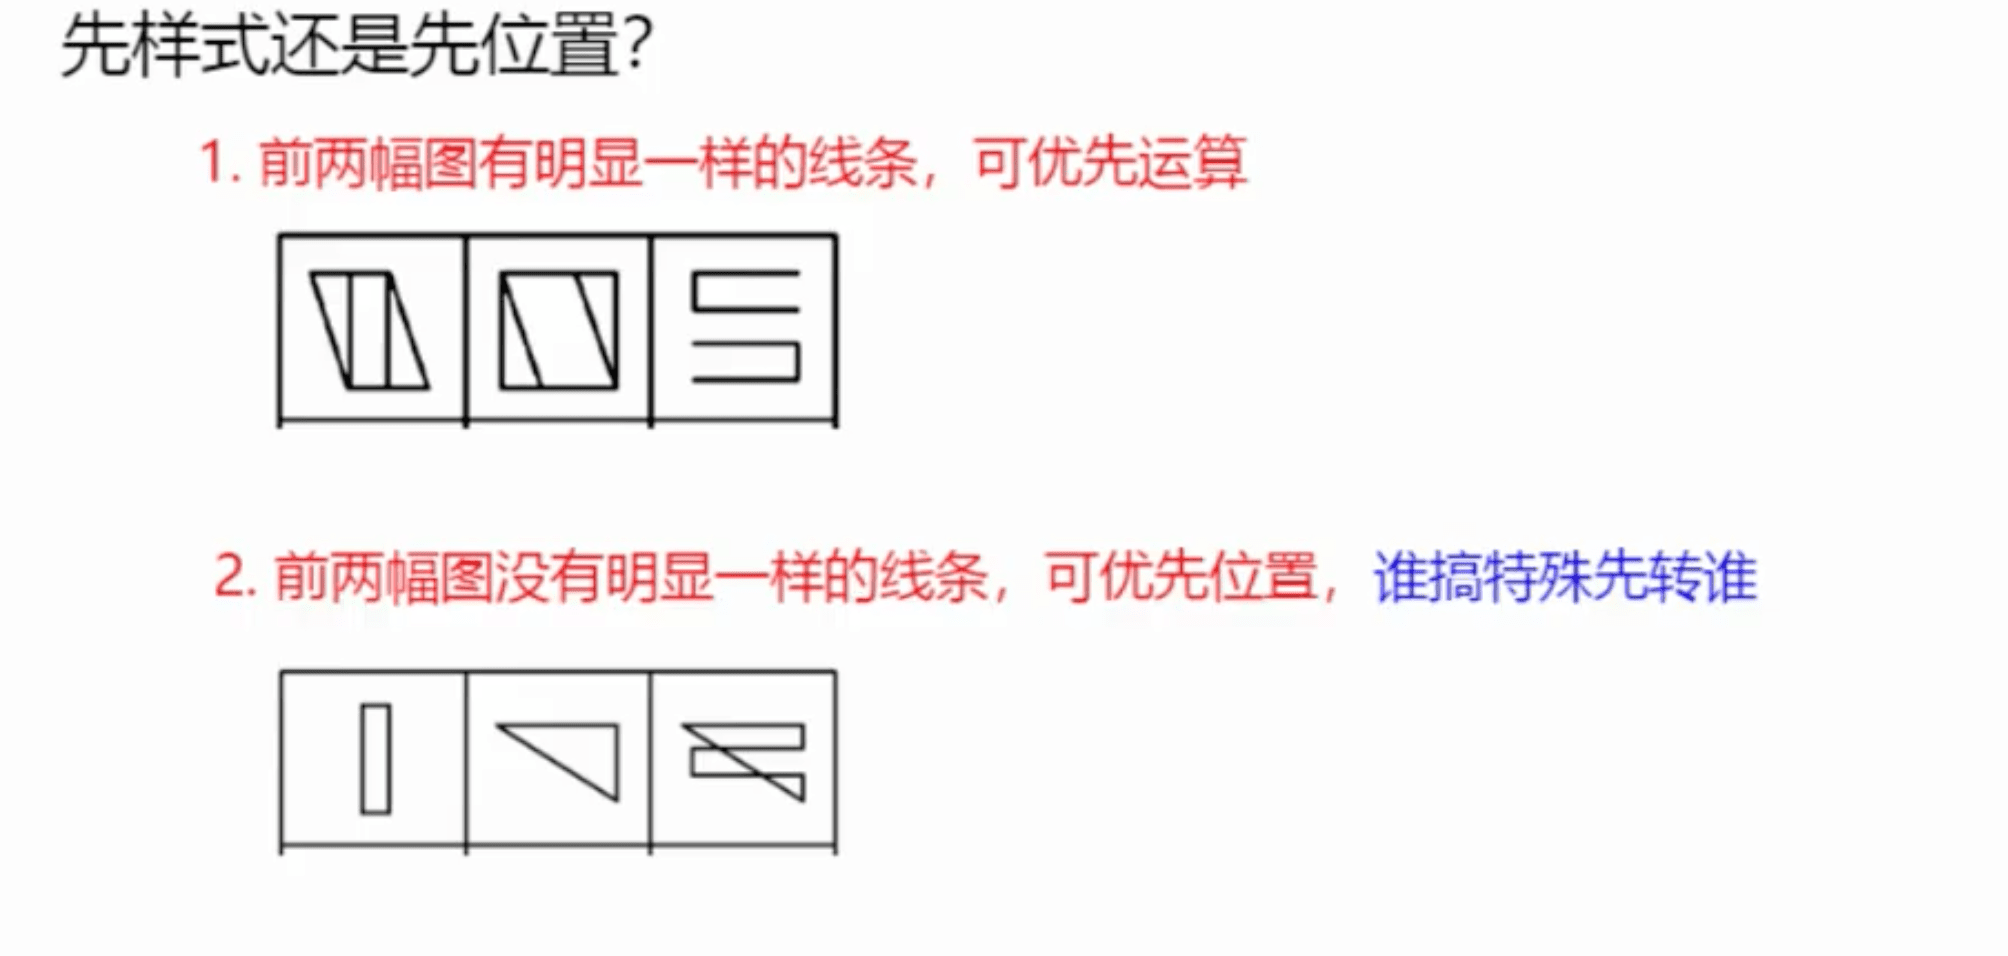 先样式还是先位置?
1. 前两幅图有明显一样的线条，可优先运算
2. 前两幅图没有明显一样的线条，可优先位置，谁搞特殊先转谁